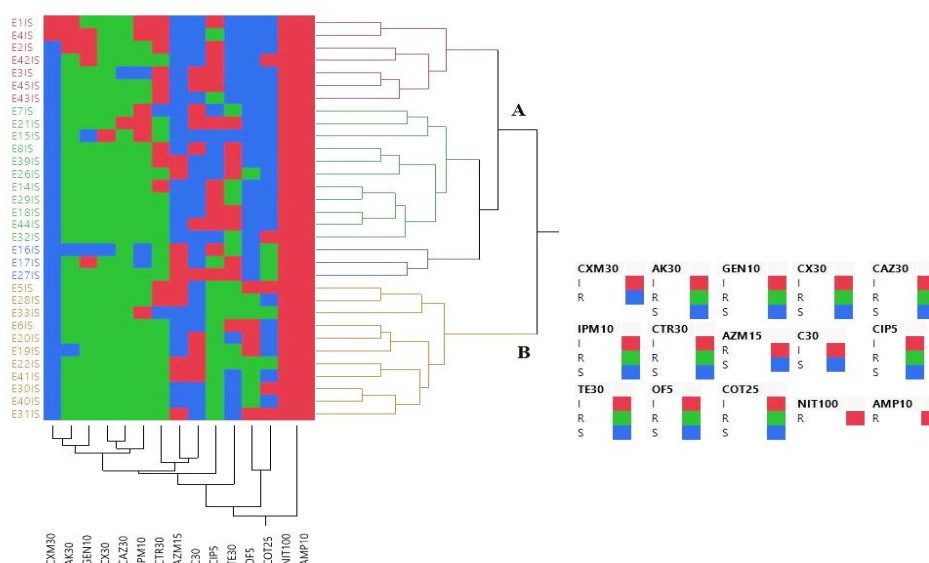 E1IS
E4IS
E2IS
E42IS
E3IS
E45IS
E43IS
E7IS
E21IS
E15IS
E8IS
E39IS
E26IS
E14IS
E29IS
E18IS
E44IS
E32IS
E16IS
E17IS
E27IS
E5IS
E28IS
E33IS
E6IS
E20IS
E19IS
E22IS
E41IS
E30IS
E40IS
E31IS
A
B
CXM30 AK30 GEN10 CX30 CAZ30
I I I I I
R R R R R
S S S S
IPM10 CTR30 AZM15 C30 CIP5
I I R I I
R R S S R
S S S
TE30 OF5 COT25 NIT100 AMP10
I I I R R
R R R
S S S
CXM30
AK30
GEN10
CX30
CAZ30
IPM10
CTR30
AZM15
C30
CIP5
TE30
OF5
COT25
NIT100
AMP10